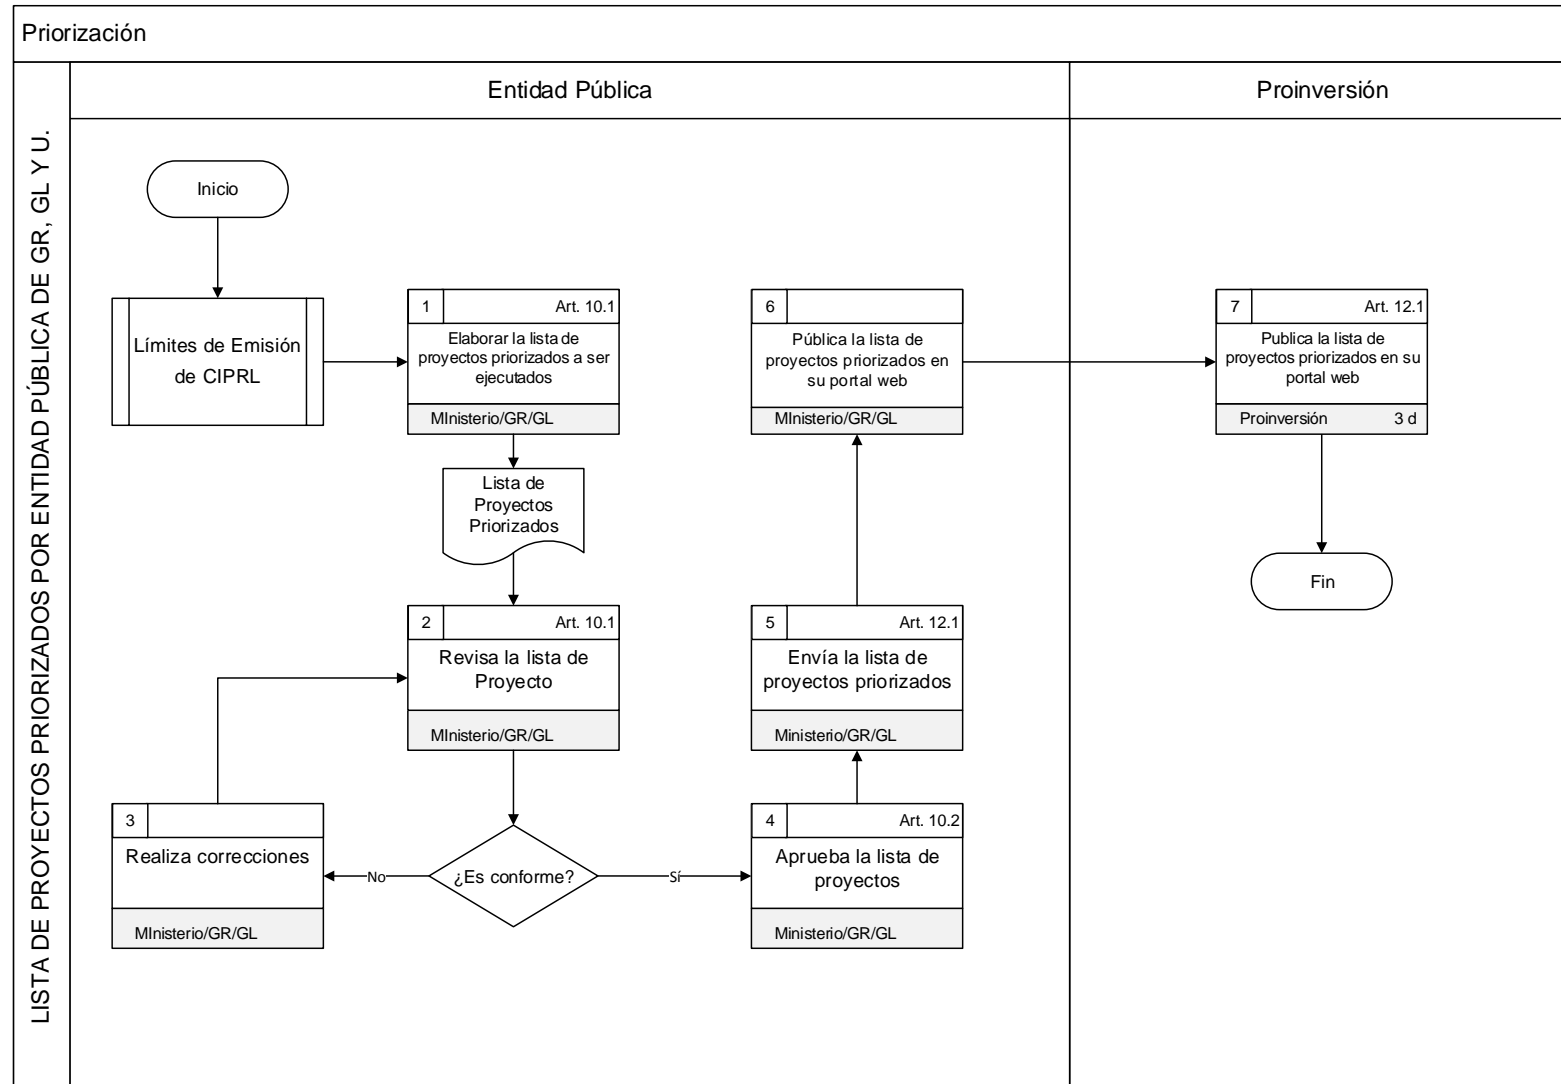 Priorización
Entidad Pública
Proinversión
LISTA DE PROYECTOS PRIORIZADOS POR ENTIDAD PÚBLICA DE GR, GL Y U.
Inicio
Límites de Emisión
de CIPRL
1
Art. 10.1
Elaborar la lista de
proyectos priorizados a ser
ejecutados
MInisterio/GR/GL
Lista de
Proyectos
Priorizados
2
Art. 10.1
Revisa la lista de
Proyecto
MInisterio/GR/GL
¿Es conforme?
No
Sí
3
Realiza correcciones
MInisterio/GR/GL
4
Art. 10.2
Aprueba la lista de
proyectos
Ministerio/GR/GL
5
Art. 12.1
Envía la lista de
proyectos priorizados
Ministerio/GR/GL
6
Pública la lista de
proyectos priorizados en
su portal web
MInisterio/GR/GL
7
Art. 12.1
Publica la lista de
proyectos priorizados en su
portal web
Proinversión 3 d
Fin